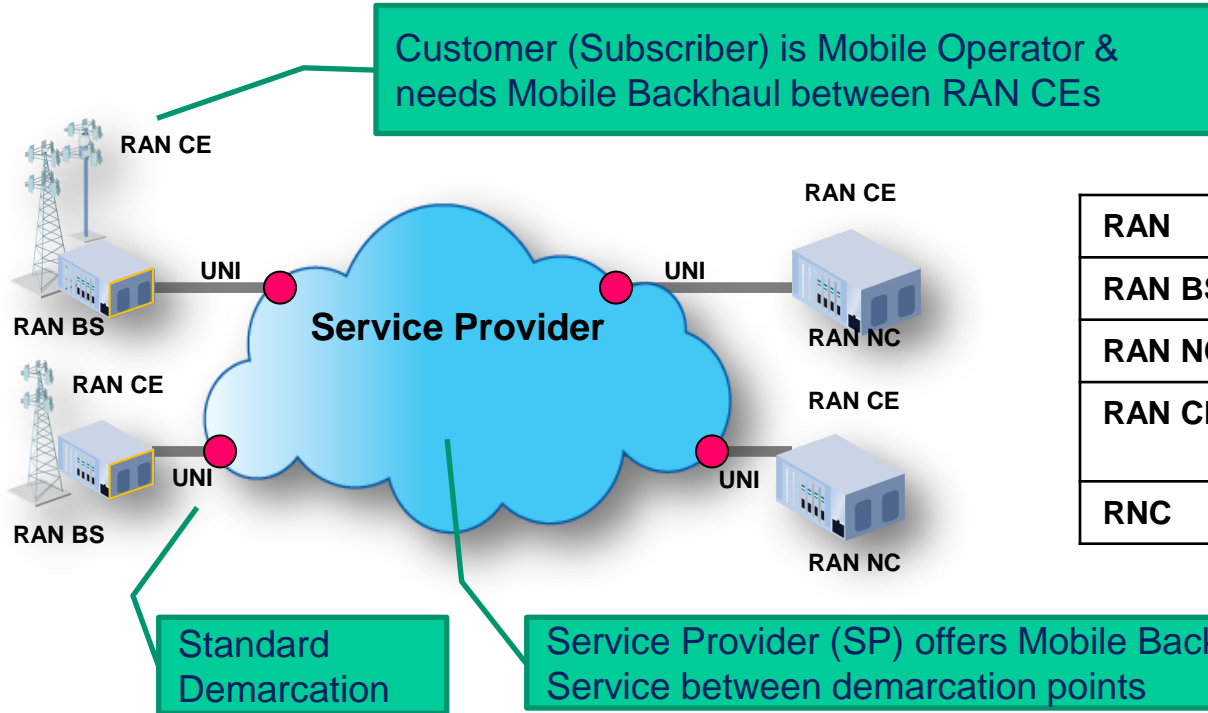 Customer (Subscriber) is Mobile Operator &
needs Mobile Backhaul between RAN CEs
RAN CE
RAN CE
UNI
UNI
RAN BS
Service Provider
RAN NC
RAN CE
RAN CE
UNI
UNI
RAN BS
RAN NC
RAN
RAN
RAN
RAN
RNC
Standard
Demarcation
Service Provider (SP) offers Mobile
Service between demarcation points